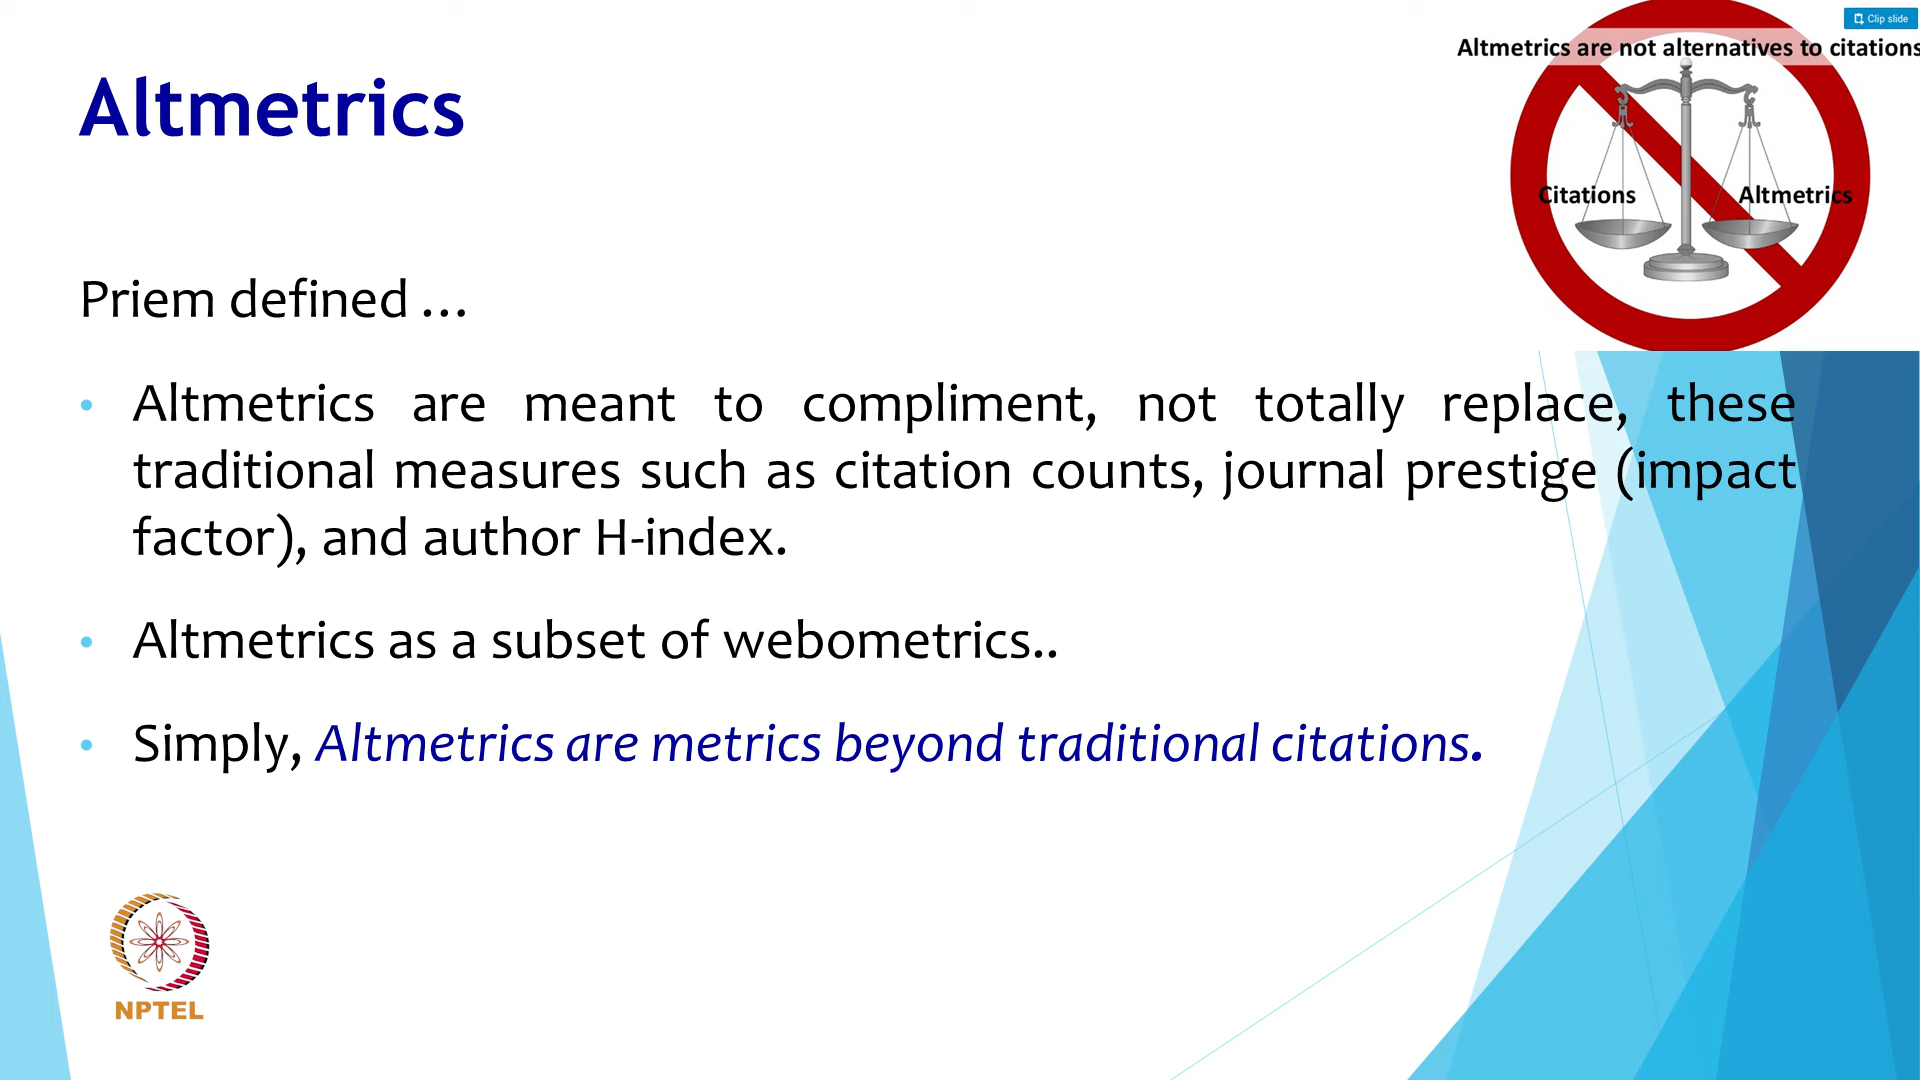 Clip slide
Altmetrics are not alternatives to citations
Altmetrics
Citations
Altmetrics
Priem defined ...
• Altmetrics are meant to compliment, not totally replace, these
traditional measures such as citation counts, journal prestige (impact
factor), and author H-index.
• Altmetrics as a subset of webometrics..
• Simply, Altmetrics are metrics beyond traditional citations.
NPTEL